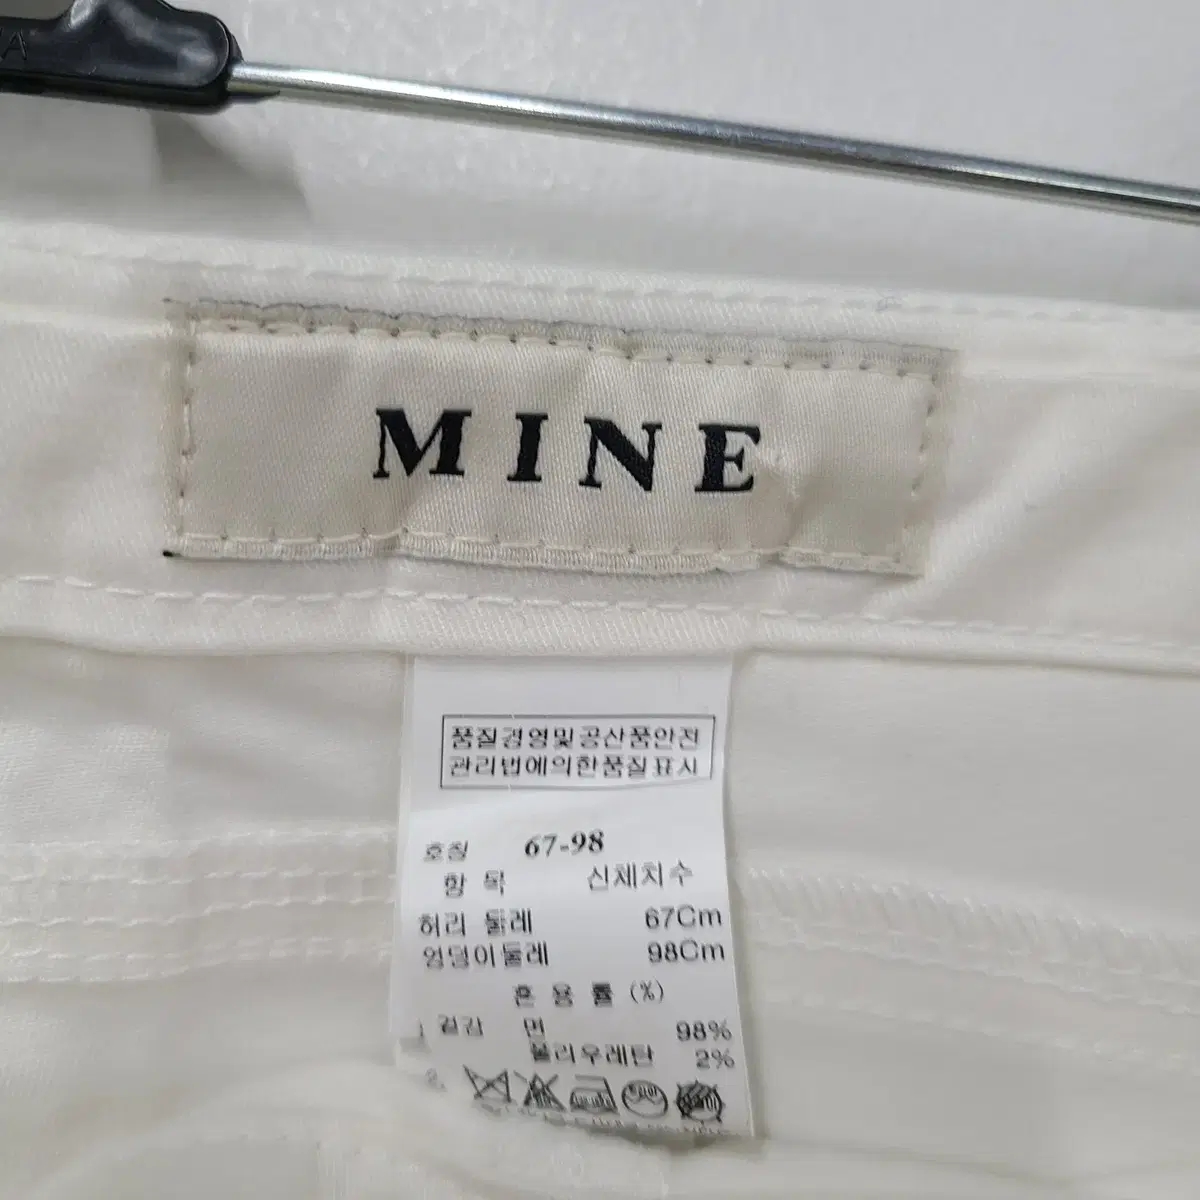 MINE
품질경영및공산품안전
관리법에의한품질표시
호칭 67-98
항 목 신체치수
허리 둘레 67Cm
엉덩이둘레 98Cm
혼 용 률 (%)
겉감 면 98%
폴리우레탄 2%